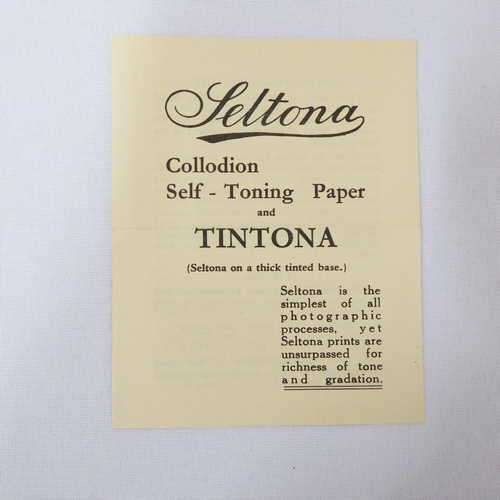 Seltona
Collodion
Self - Toning Paper
and
TINTONA
(Seltona on a thick tinted base.)
Seltona is the
simplest of all
photographic
processes, yet
Seltona prints are
unsurpassed for
richness of tone
and gradation.